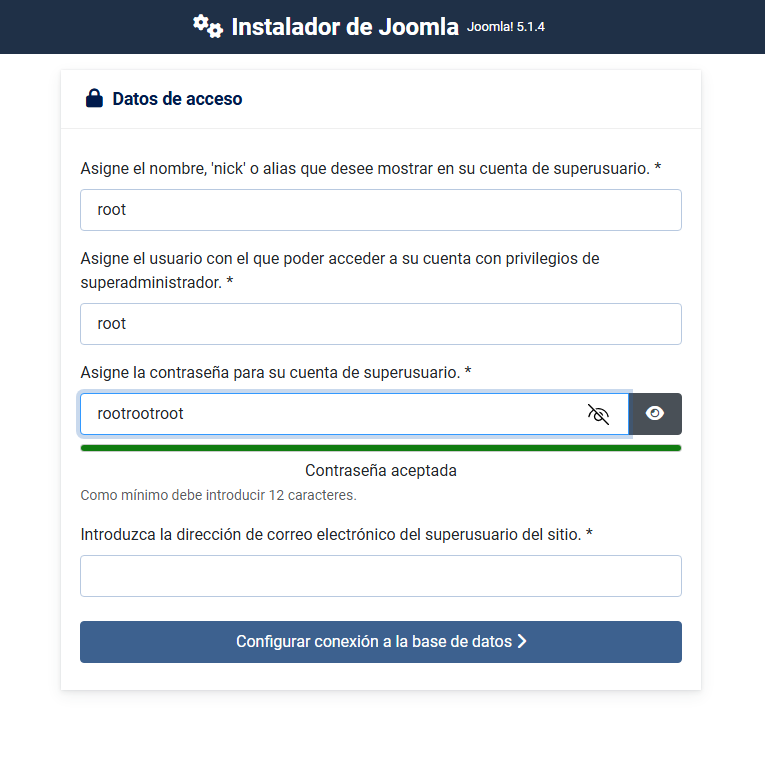 Instalador de Joomla Joomla! 5.1.4
Datos de acceso
Asigne el nombre, 'nick' o alias que desee mostrar en su cuenta de superusuario. *
root
Asigne el usuario con el que poder acceder a su cuenta con privilegios de
superadministrador. *
root
Asigne la contraseña para su cuenta de superusuario. *
rootrootroot
Contraseña aceptada
Como mínimo debe introducir 12 caracteres.
Introduzca la dirección de correo electrónico del superusuario del sitio. *
Configurar conexión a la base de datos